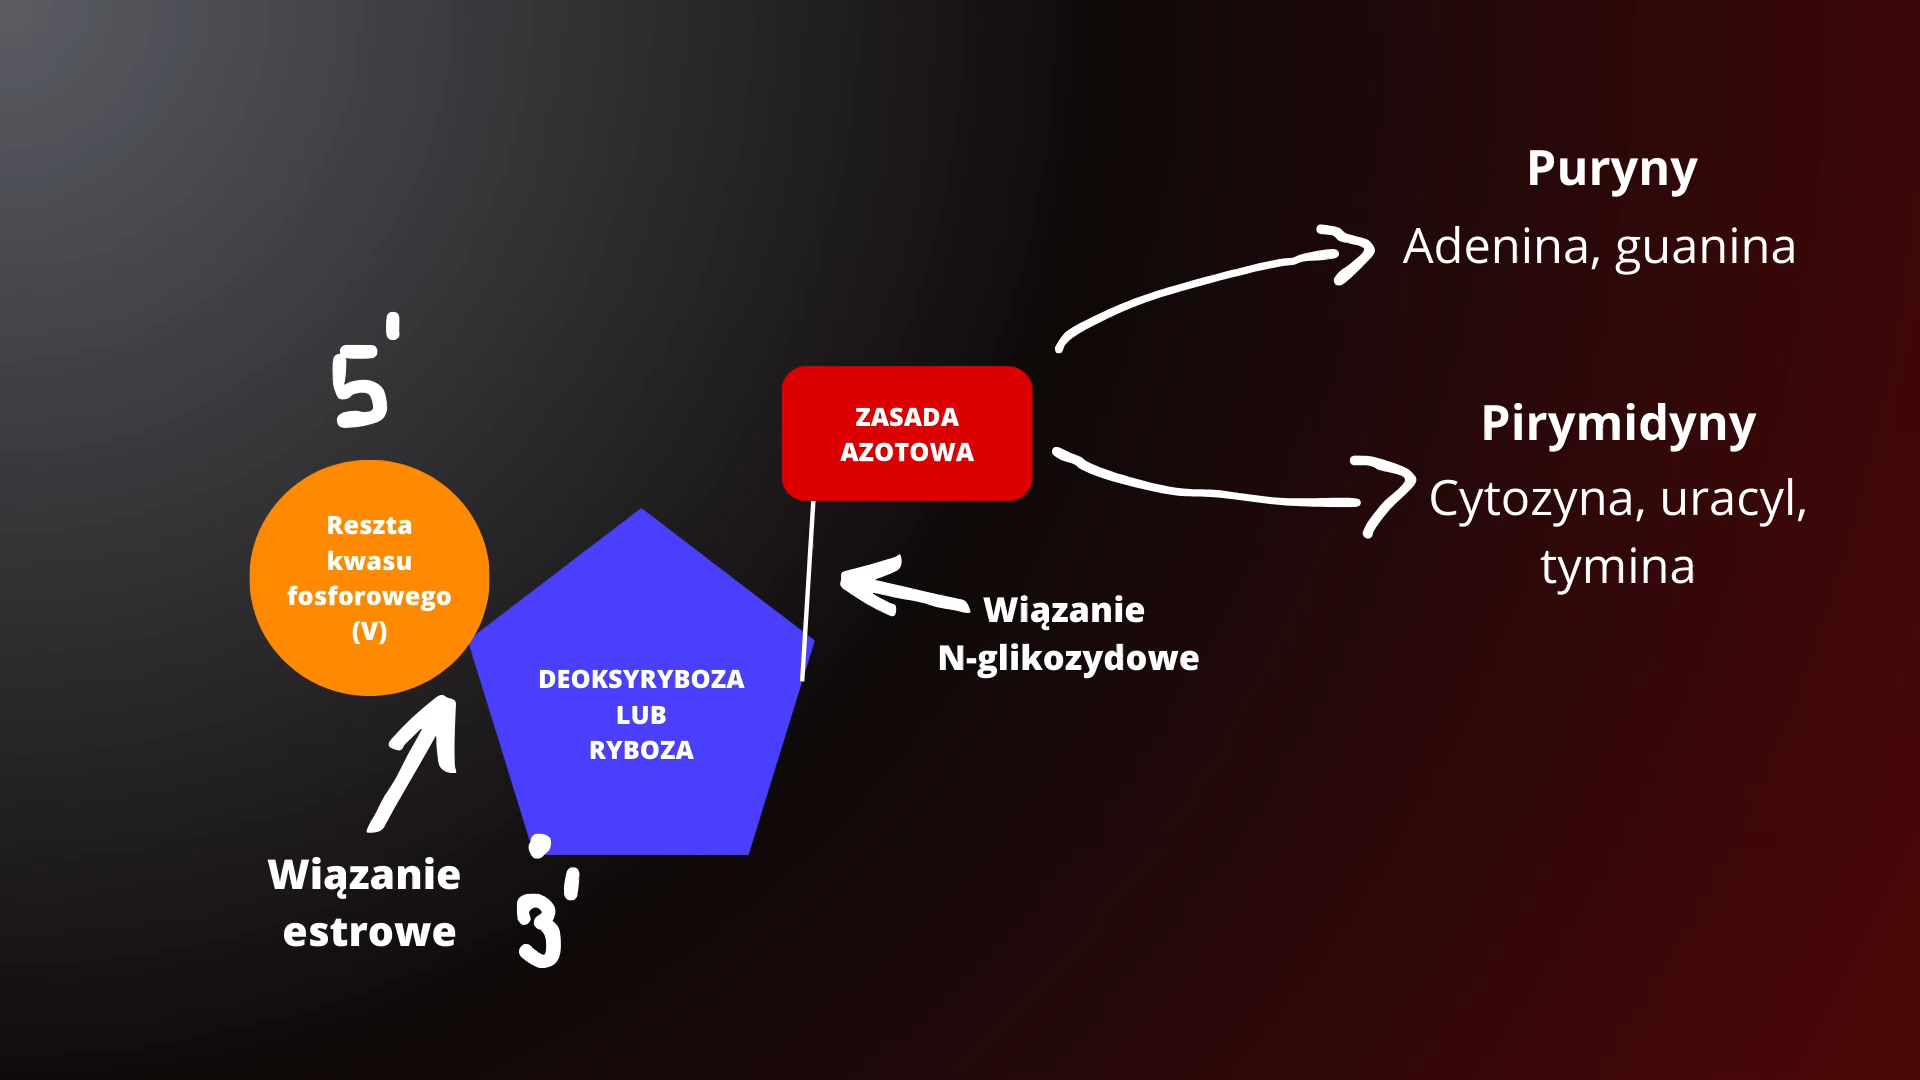 Puryny
Adenina, guanina
5'
ZASADA
AZOTOWA
Pirymidyny
Cytozyna, uracyl,
tymina
Reszta
kwasu
fosforowego
(V)
Wiązanie
N-glikozydowe
DEOKSYRYBOZA
LUB
RYBOZA
Wiązanie
estrowe
3'